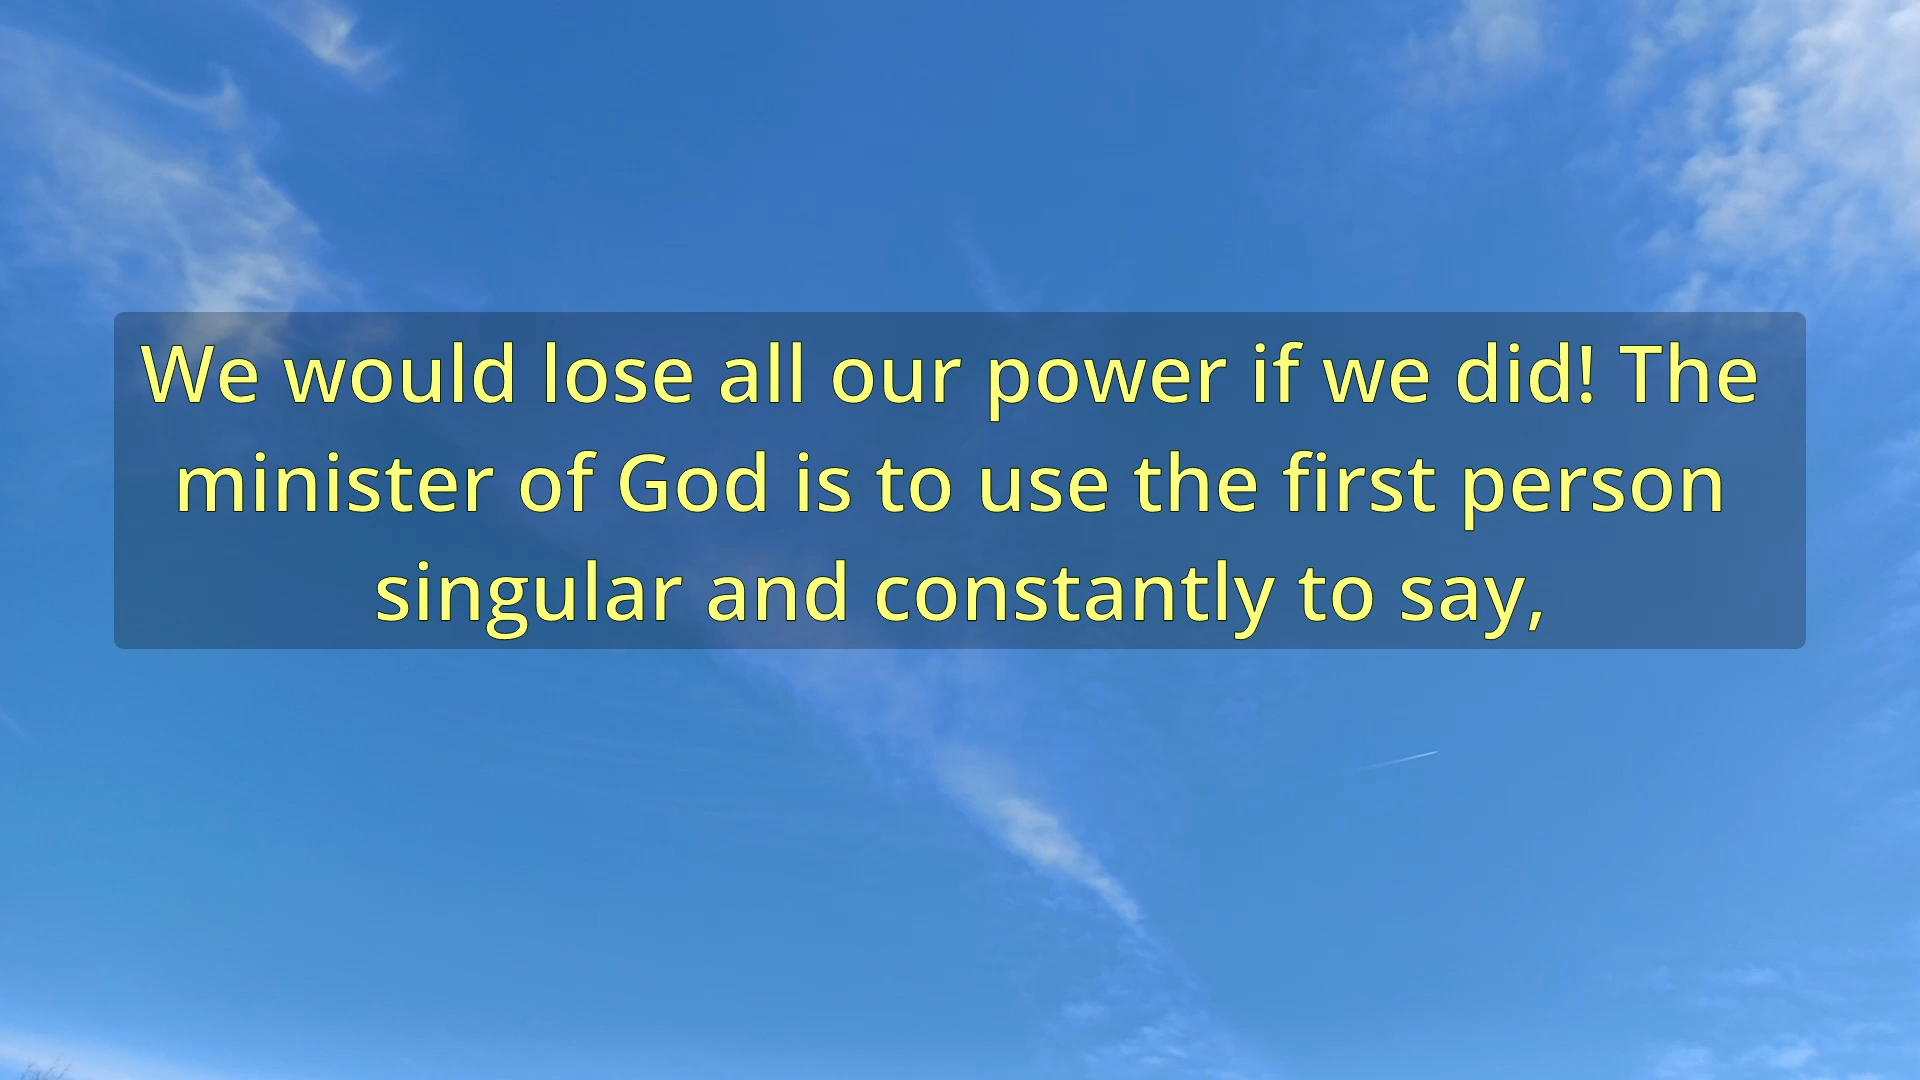 We would lose all our power if we did! The
minister of God is to use the first person
singular and constantly to say,